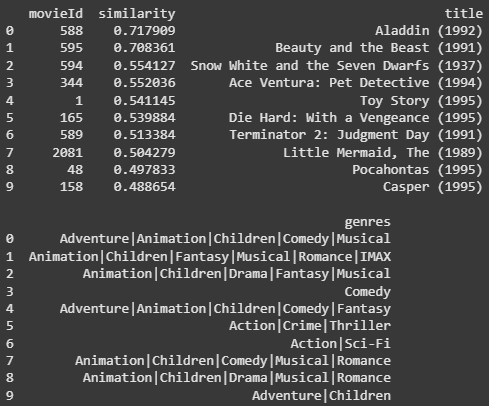 movieId similarity title
0 588 0.717909 Aladdin (1992)
1 595 0.708361 Beauty and the Beast (1991)
2 594 0.554127 Snow White and the Seven Dwarfs (1937)
3 344 0.552036 Ace Ventura: Pet Detective (1994)
4 1 0.541145 Toy Story (1995)
5 165 0.539884 Die Hard: With a Vengeance (1995)
6 589 0.513384 Terminator 2: Judgment Day (1991)
7 2081 0.504279 Little Mermaid, The (1989)
8 48 0.497833 Pocahontas (1995)
9 158 0.488654 Casper (1995)
genres
0 Adventure|Animation|Children|Comedy|Musical
1 Animation|Children|Fantasy|Musical|Romance|IMAX
2 Animation|Children|Drama|Fantasy|Musical
3 Comedy
4 Adventure|Animation|Children|Comedy|Fantasy
5 Action|Crime|Thriller
6 Action|Sci-Fi
7 Animation|Children|Comedy|Musical|Romance
8 Animation|Children|Drama|Musical|Romance
9 Adventure|Children